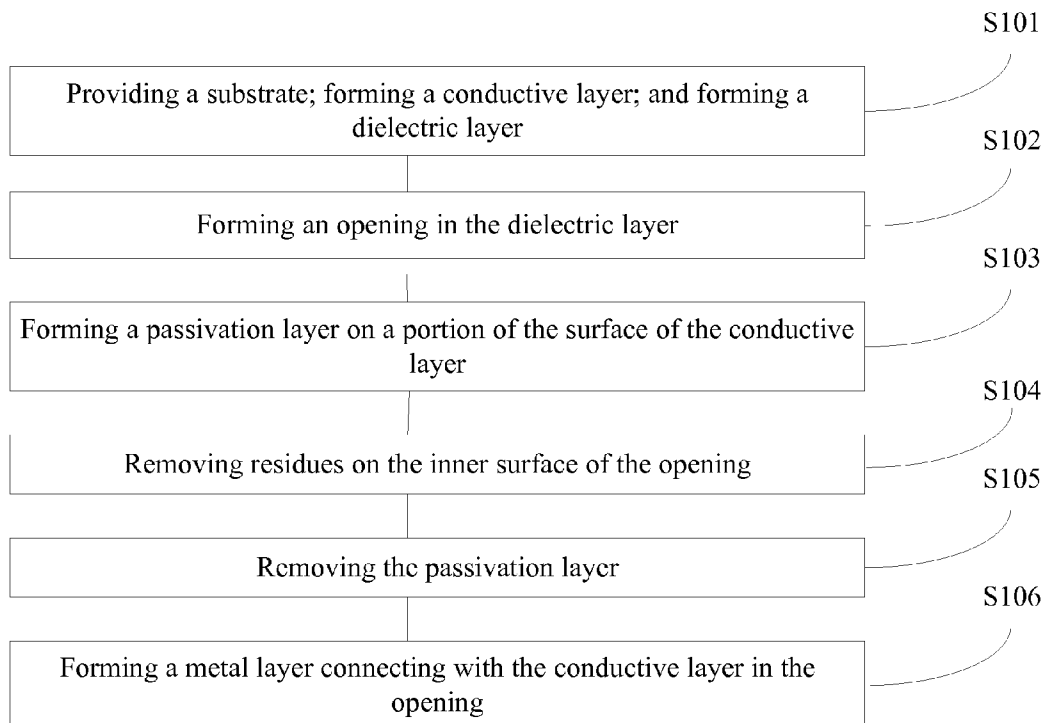 S101
Providing a substrate; forming a conductive layer; and forming a
dielectric layer
S102
Forming an opening in the dielectric layer
S103
Forming a passivation layer on a portion of the surface of the conductive
layer
S104
Removing residues on the inner surface of the opening
S105
Removing the passivation layer
S106
Forming a metal layer connecting with the conductive layer in the
opening